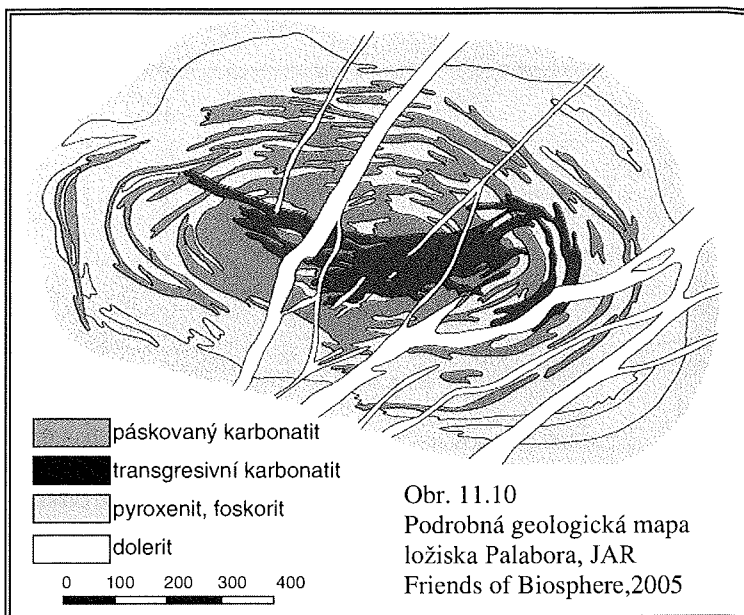 páskovaný karbonatit
transgresivní karbonatit
pyroxenit, foskorit
dolerit
0 100 200 300 400
Obr. 11.10
Podrobná geologická mapa
ložiska Palabora, JAR
Friends of Biosphere,2005